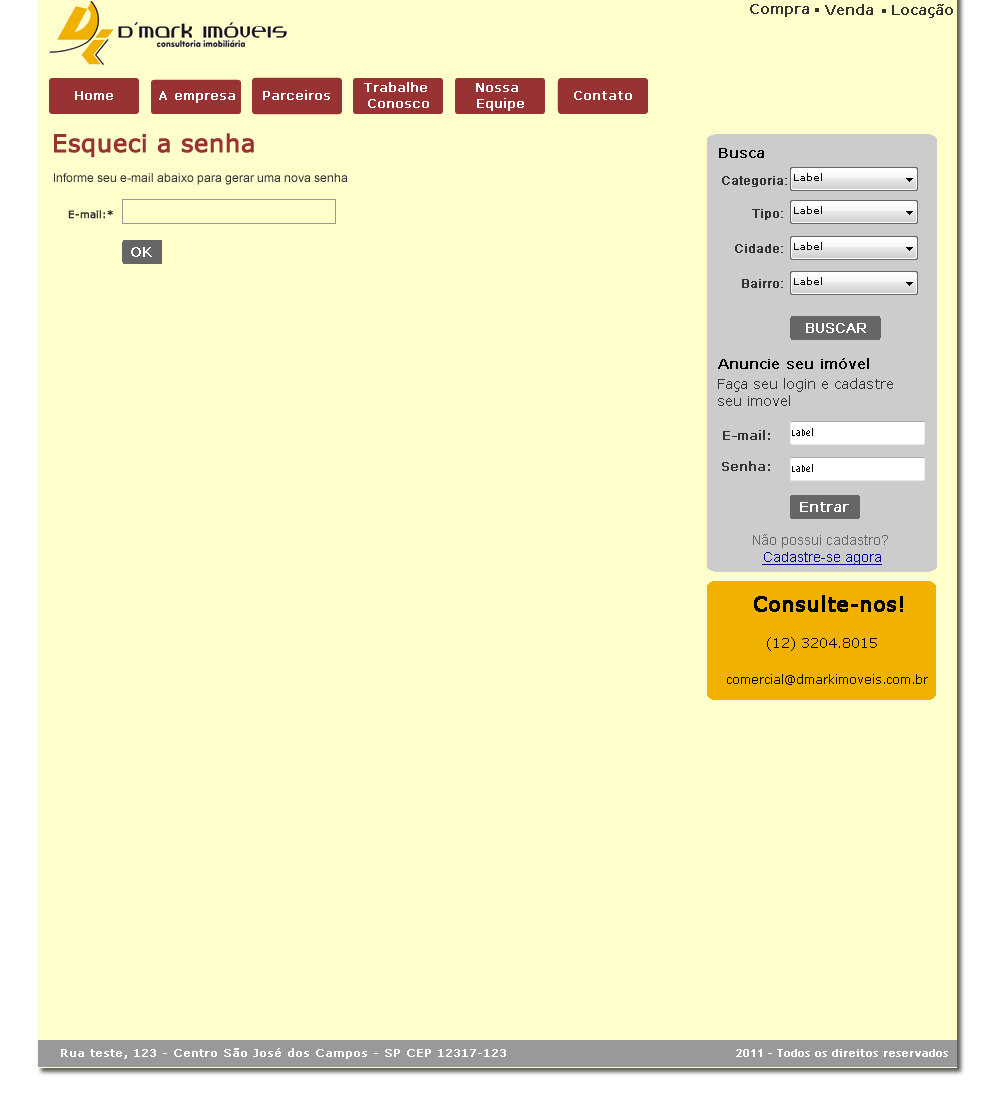 D'mark imóveis
consultoria imobiliária
Compra ▪ Venda ▪ Locação
Home
A empresa
Parceiros
Trabalhe
Conosco
Nossa
Equipe
Contato
Esqueci a senha
Informe seu e-mail abaixo para gerar uma nova senha
E-mail:*
OK
Busca
Categoria: Label
Tipo: Label
Cidade: Label
Bairro: Label
BUSCAR
Anuncie seu imóvel
Faça seu login e cadastre
seu imovel
E-mail: Label
Senha: Label
Entrar
Não possui cadastro?
Cadastre-se agora
Consulte-nos!
(12) 3204.8015
comercial@dmarkimoveis.com.br
Rua teste, 123 - Centro São José dos Campos - SP CEP 12317-123
2011 - Todos os direitos reservados